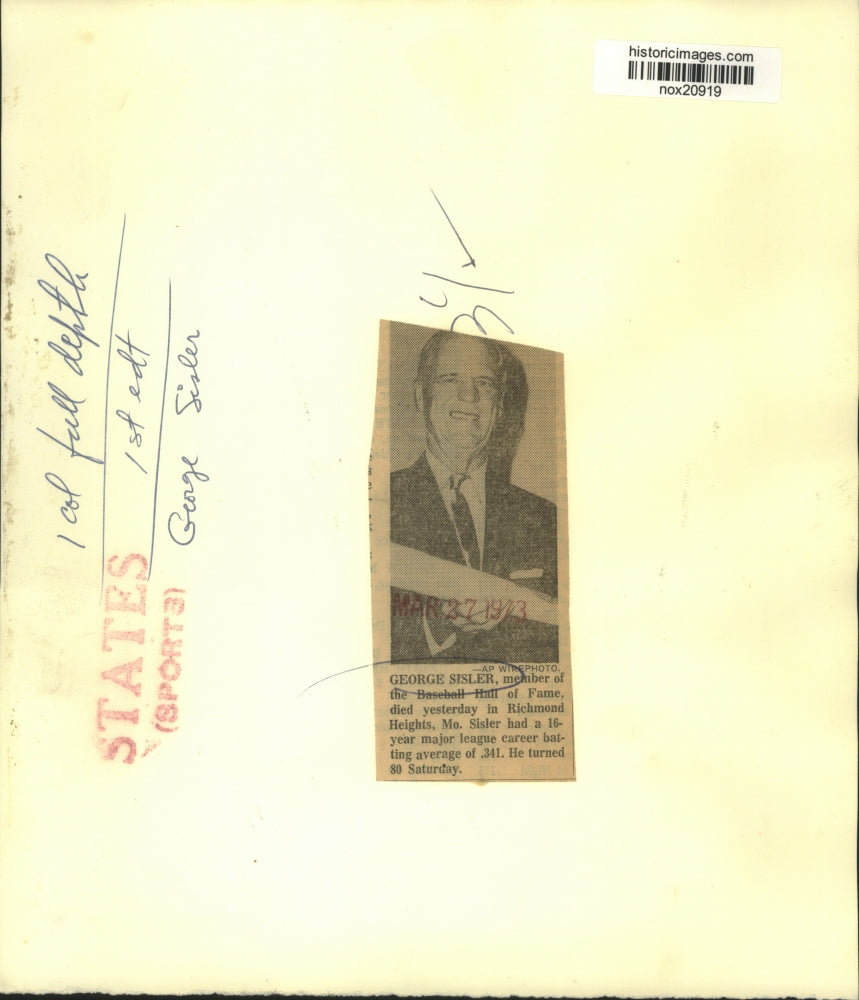 historicimages.com
nox20919
1 col full depth
1st edt
George Sisler
STATES
(SPORTS)
3/4
MAR 27 1973
—AP WIREPHOTO.
GEORGE SISLER, member of
the Baseball Hall of Fame,
died yesterday in Richmond
Heights, Mo. Sisler had a 16-
year major league career bat-
ting average of .341. He turned
80 Saturday.